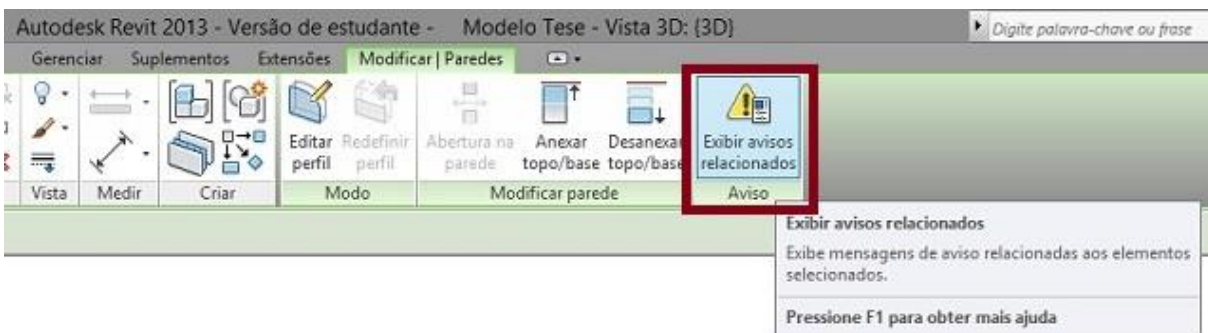 Autodesk Revit 2013 - Versão de estudante - Modelo Tese - Vista 3D: {3D}
Digite palavra-chave ou frase
Gerenciar Suplementos Extensões Modificar | Paredes
Editar perfil
Redefinir perfil
Abertura na parede
Anexar topo/base
Desanexar topo/base
Exibir avisos relacionados
Vista Medir Criar Modo Modificar parede Aviso
Exibir avisos relacionados
Exibe mensagens de aviso relacionadas aos elementos
selecionados.
Pressione F1 para obter mais ajuda